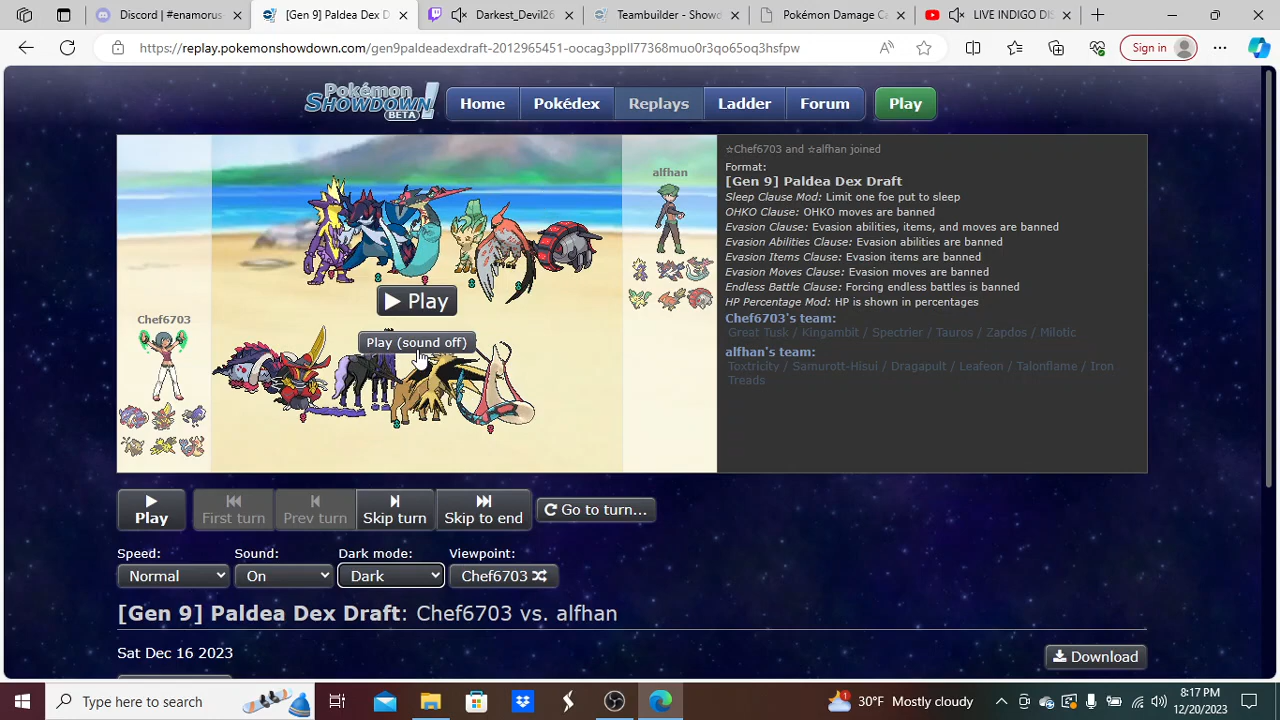 Discord | #enamorus-
[Gen 9] Paldea Dex D
Darkest_Devil26
Teambuilder - Showd
Pokémon Damage Ca
LIVE INDIGO DIS
https://replay.pokemonshowdown.com/gen9paldeadexdraft-2012965451-oocag3ppll77368muo0r3qo65oq3hsfpw
Sign in
Pokémon
SHOWDOWN!
BETA
Home
Pokédex
Replays
Ladder
Forum
Play
Chef6703
alfhan
Play
Play (sound off)
☆Chef6703 and ☆alfhan joined
Format:
[Gen 9] Paldea Dex Draft
Sleep Clause Mod: Limit one foe put to sleep
OHKO Clause: OHKO moves are banned
Evasion Clause: Evasion abilities, items, and moves are banned
Evasion Abilities Clause: Evasion abilities are banned
Evasion Items Clause: Evasion items are banned
Evasion Moves Clause: Evasion moves are banned
Endless Battle Clause: Forcing endless battles is banned
HP Percentage Mod: HP is shown in percentages
Chef6703's team:
Great Tusk / Kingambit / Spectrier / Tauros / Zapdos / Milotic
alfhan's team:
Toxtricity / Samurott-Hisui / Dragapult / Leafeon / Talonflame / Iron
Treads
Play
First turn
Prev turn
Skip turn
Skip to end
Go to turn...
Speed:
Sound:
Dark mode:
Viewpoint:
Normal
On
Dark
Chef6703
[Gen 9] Paldea Dex Draft: Chef6703 vs. alfhan
Sat Dec 16 2023
Download
Type here to search
1
30°F Mostly cloudy
8:17 PM
12/20/2023